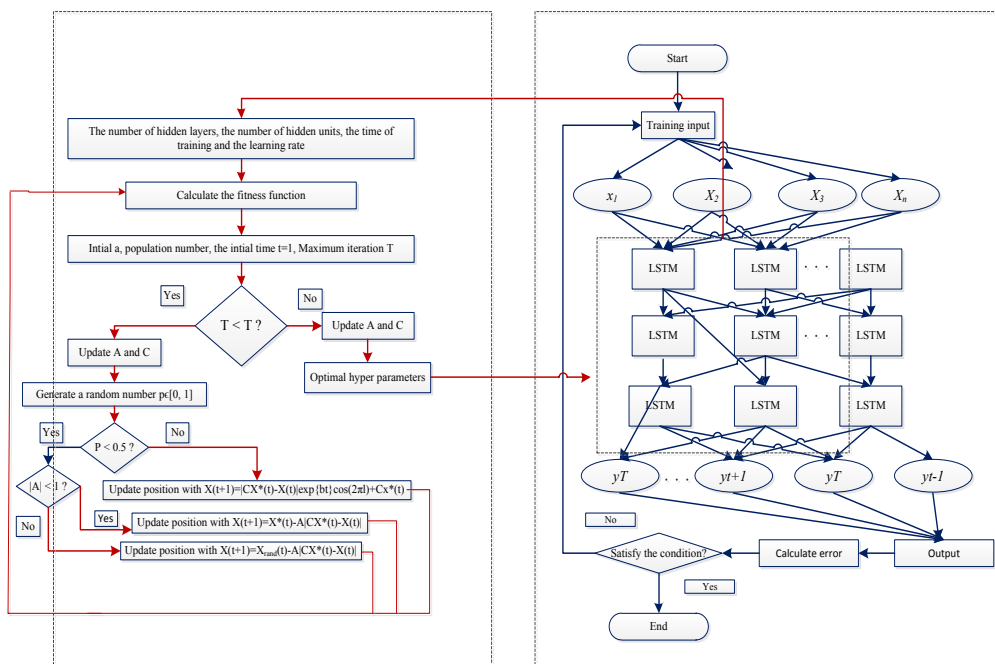 The number of hidden layers, the number of hidden units, the time of
training and the learning rate
Calculate the fitness function
Intial a, population number, the intial time t=1, Maximum iteration T
Yes
No
T < T ?
Update A and C
Update A and C
Optimal hyper parameters
Generate a random number pϵ[0, 1]
Yes
No
P < 0.5 ?
|A| < 1 ?
Update position with X(t+1)=|CX*(t)-X(t)|exp{bt}cos(2πl)+Cx*(t)
No
Yes
Update position with X(t+1)=X*(t)-A|CX*(t)-X(t)|
Update position with X(t+1)=Xrand(t)-A|CX*(t)-X(t)|
Start
Training input
x1
X2
X3
Xn
LSTM
LSTM
. . .
LSTM
LSTM
LSTM
. . .
LSTM
LSTM
LSTM
LSTM
yT
. . .
yt+1
yT
yt-1
No
Satisfy the condition?
Calculate error
Output
Yes
End